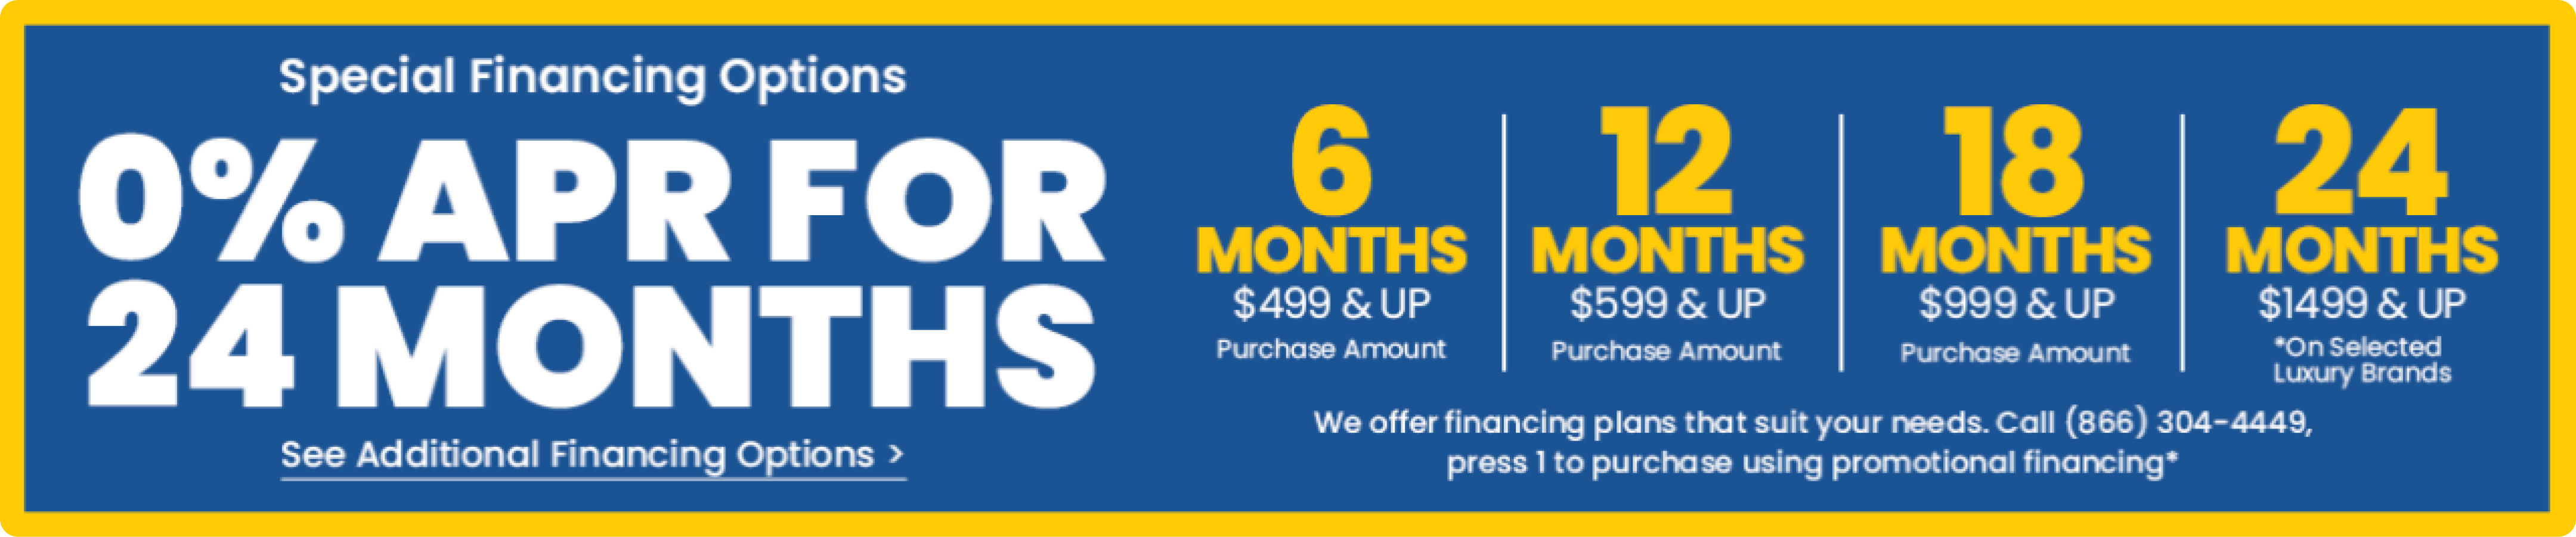 Special Financing Options
0% APR FOR
24 MONTHS
See Additional Financing Options >
6
MONTHS
$499 & UP
Purchase Amount
12
MONTHS
$599 & UP
Purchase Amount
18
MONTHS
$999 & UP
Purchase Amount
24
MONTHS
$1499 & UP
*On Selected
Luxury Brands
We offer financing plans that suit your needs. Call (866) 304-4449,
press 1 to purchase using promotional financing*